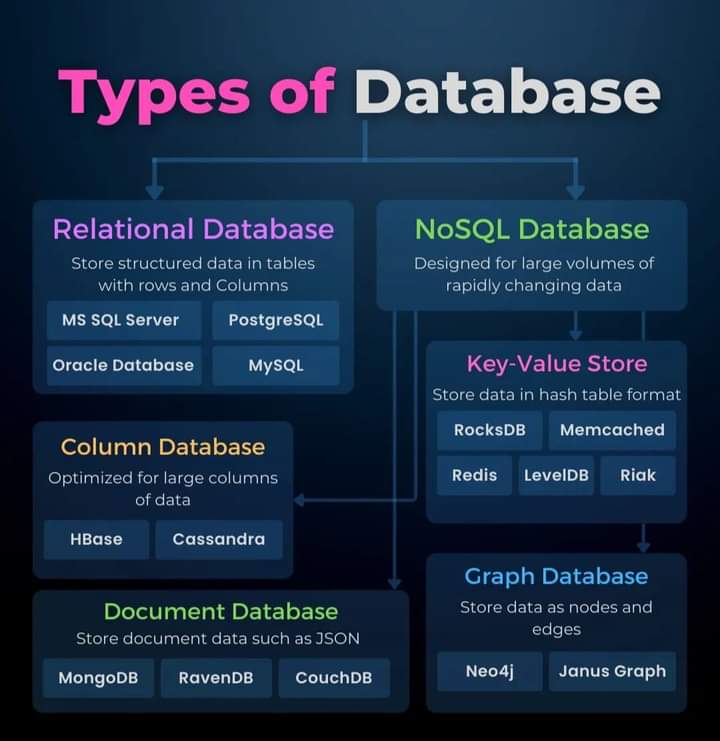 Types of Database
Relational Database
Store structured data in tables
with rows and Columns
MS SQL Server
PostgreSQL
Oracle Database
MySQL
NoSQL Database
Designed for large volumes of
rapidly changing data
Key-Value Store
Store data in hash table format
RocksDB
Memcached
Redis
LevelDB
Riak
Column Database
Optimized for large columns
of data
HBase
Cassandra
Graph Database
Store data as nodes and
edges
Neo4j
Janus Graph
Document Database
Store document data such as JSON
MongoDB
RavenDB
CouchDB